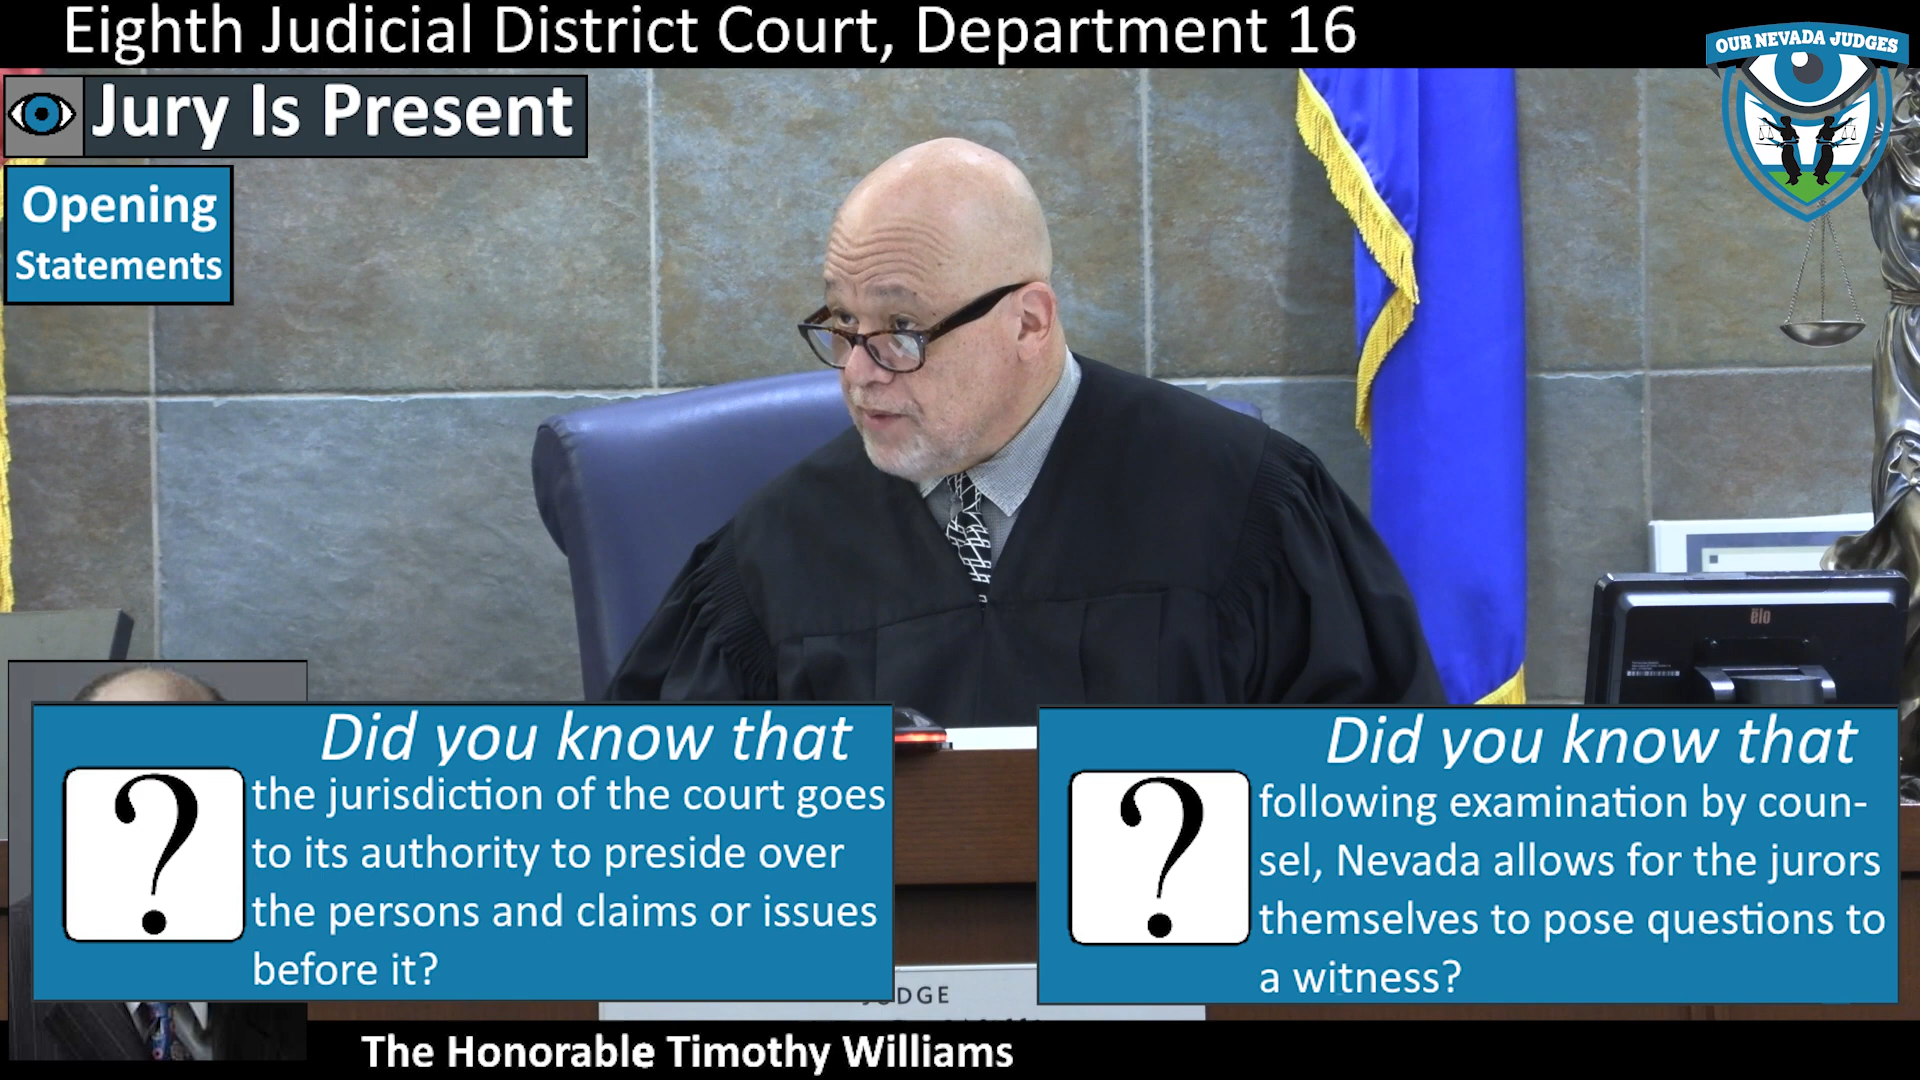 Eighth Judicial District Court, Department 16
OUR NEVADA JUDGES
Jury Is Present
Opening
Statements
elo
Did you know that
?
the jurisdiction of the court goes
to its authority to preside over
the persons and claims or issues
before it?
Did you know that
?
following examination by coun-
sel, Nevada allows for the jurors
themselves to pose questions to
a witness?
JUDGE
The Honorable Timothy Williams